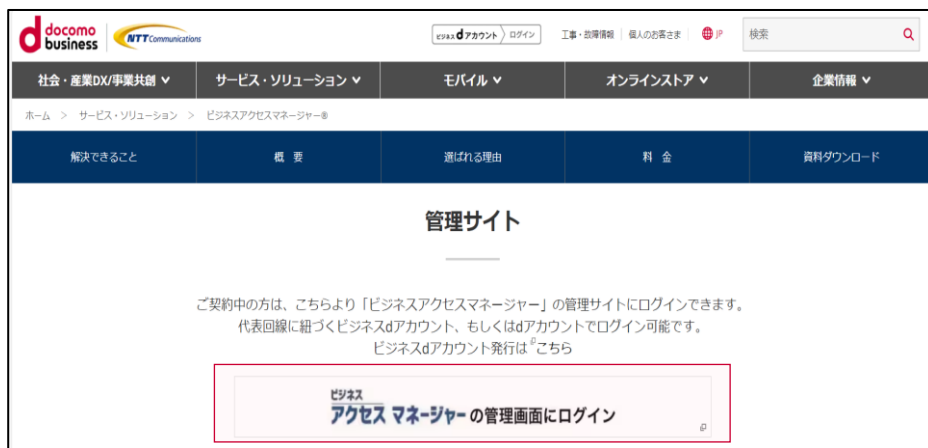 docomo business
NTT Communications
ビジネスdアカウント ログイン
工事・故障情報
個人のお客さま
JP
検索
社会・産業DX/事業共創
サービス・ソリューション
モバイル
オンラインストア
企業情報
ホーム > サービス・ソリューション > ビジネスアクセスマネージャー®
解決できること
概 要
選ばれる理由
料 金
資料ダウンロード
管理サイト
ご契約中の方は、こちらより「ビジネスアクセスマネージャー」の管理サイトにログインできます。
代表回線に紐づくビジネスdアカウント、もしくはdアカウントでログイン可能です。
ビジネスdアカウント発行はこちら
ビジネス
アクセス マネージャー の管理画面にログイン